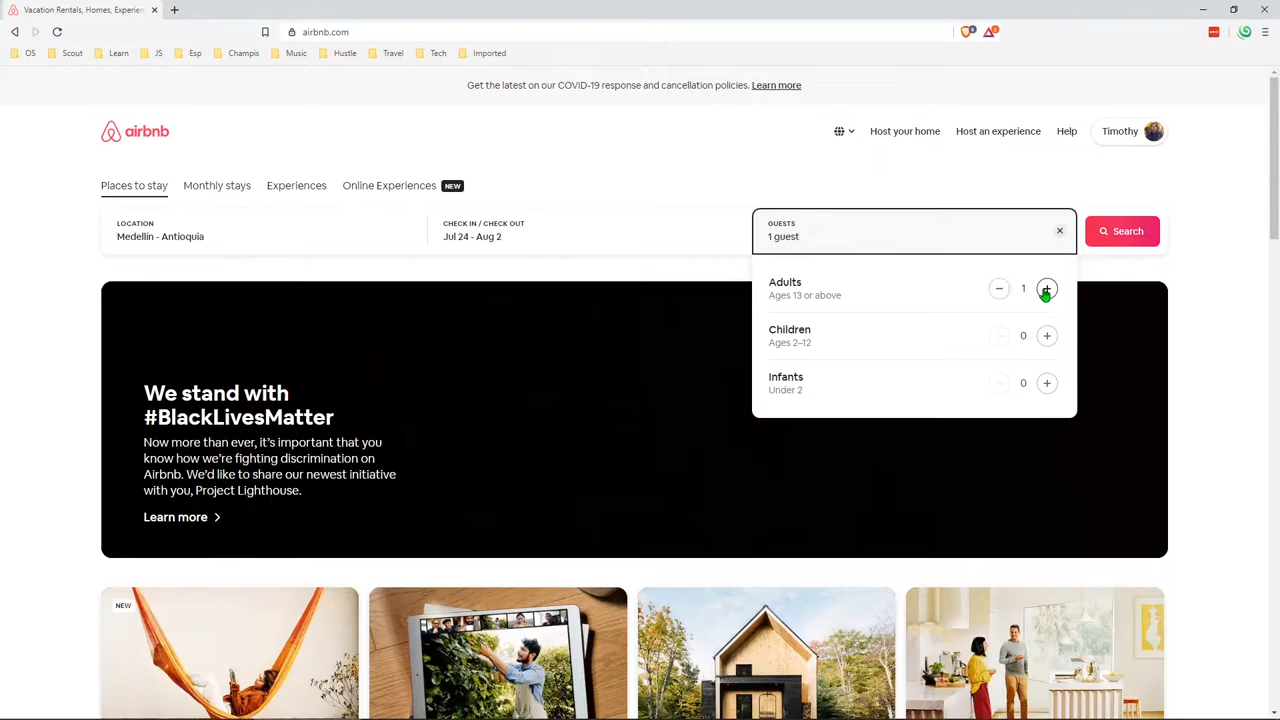 Vacation Rentals, Homes, Experien
airbnb.com
OS Scout Learn JS Esp Champis Music Hustle Travel Tech Imported
Get the latest on our COVID-19 response and cancellation policies. Learn more
airbnb
Host your home Host an experience Help Timothy
Places to stay Monthly stays Experiences Online Experiences NEW
LOCATION
Medellín - Antioquia
CHECK IN / CHECK OUT
Jul 24 - Aug 2
GUESTS
1 guest
Search
Adults
Ages 13 or above
1
Children
Ages 2–12
0
Infants
Under 2
0
We stand with
#BlackLivesMatter
Now more than ever, it's important that you
know how we're fighting discrimination on
Airbnb. We'd like to share our newest initiative
with you, Project Lighthouse.
Learn more
NEW